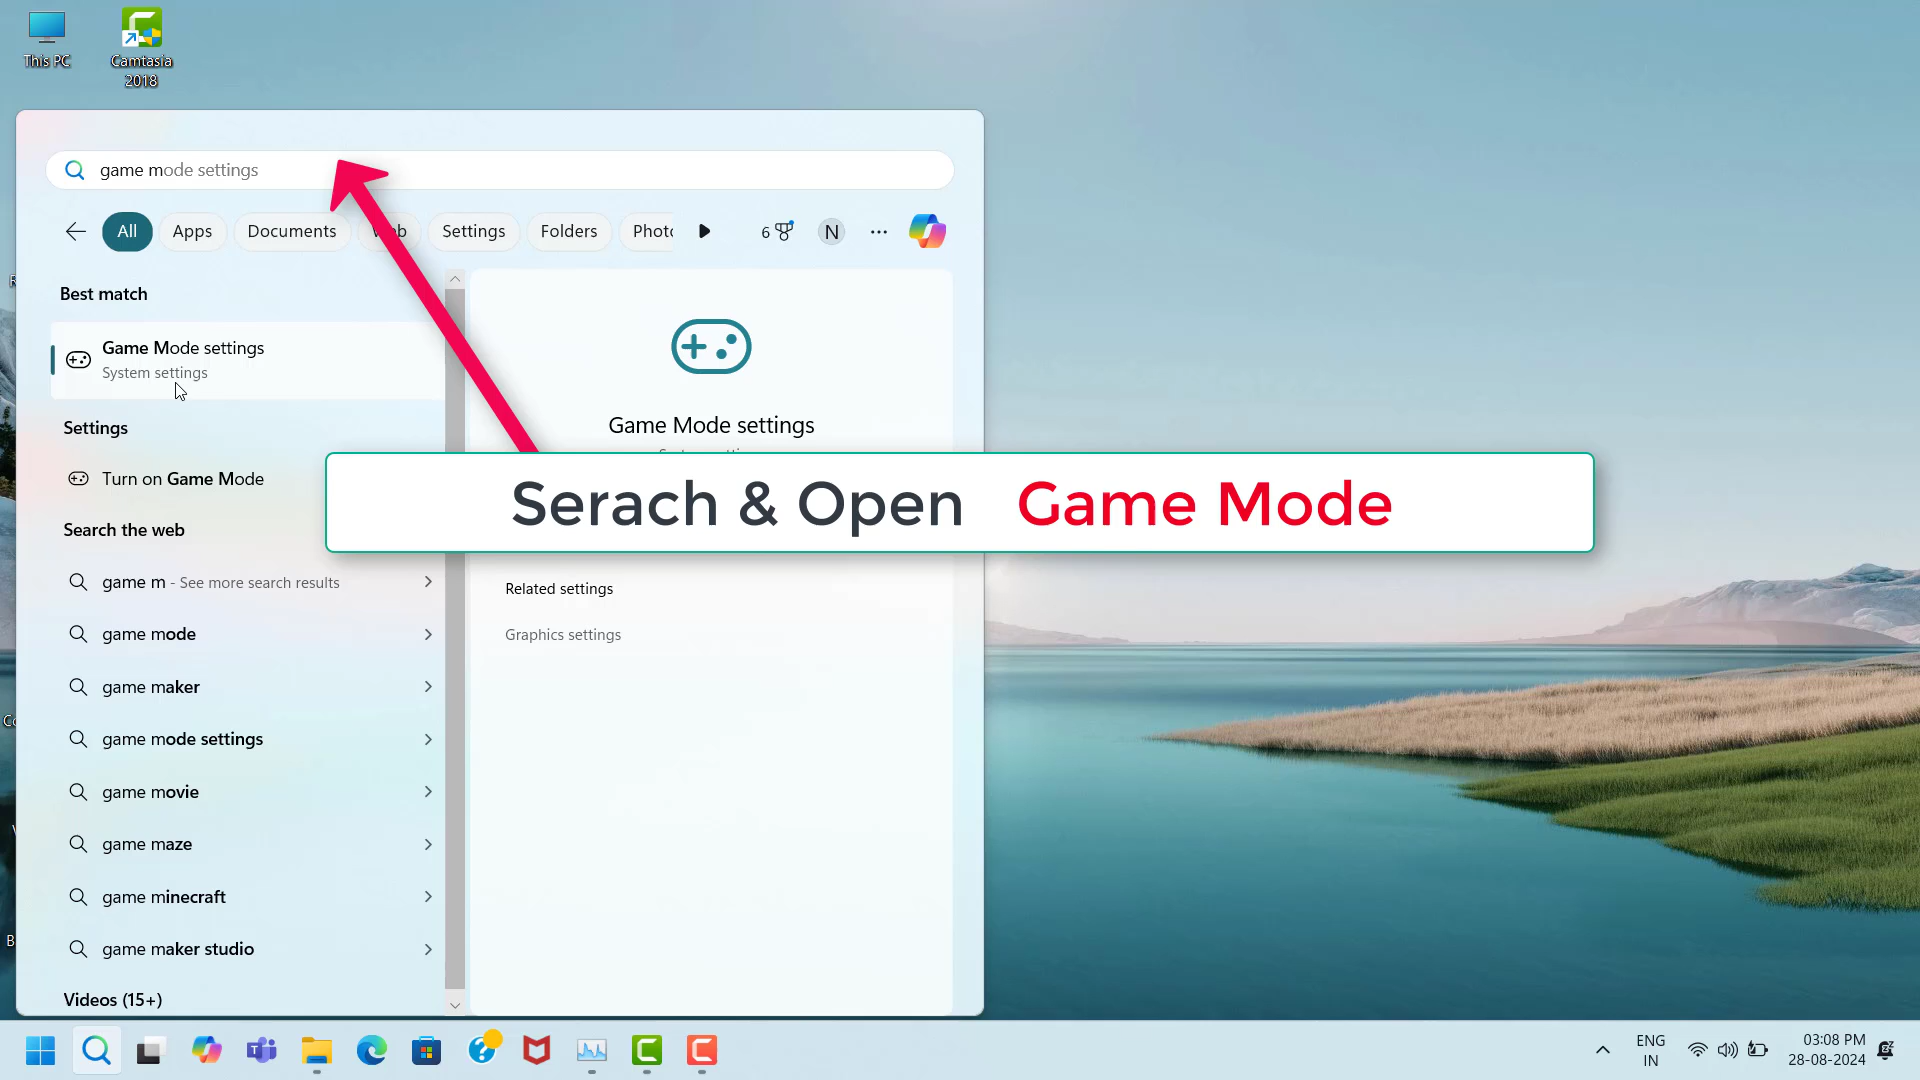 This PC
Camtasia
2018
game mode settings
All
Apps
Documents
Web
Settings
Folders
6
N
Best match
Game Mode settings
System settings
Settings
Turn on Game Mode
Search the web
game m - See more search results
game mode
game maker
game mode settings
game movie
game maze
game minecraft
game maker studio
Videos (15+)
Game Mode settings
Serach & Open Game Mode
Related settings
Graphics settings
ENG
IN
03:08 PM
28-08-2024